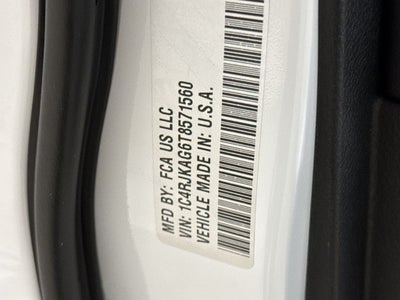 MFD BY: FCA US LLC
VIN: 1C4RJKAG6T8571560
VEHICLE MADE IN: U.S.A.